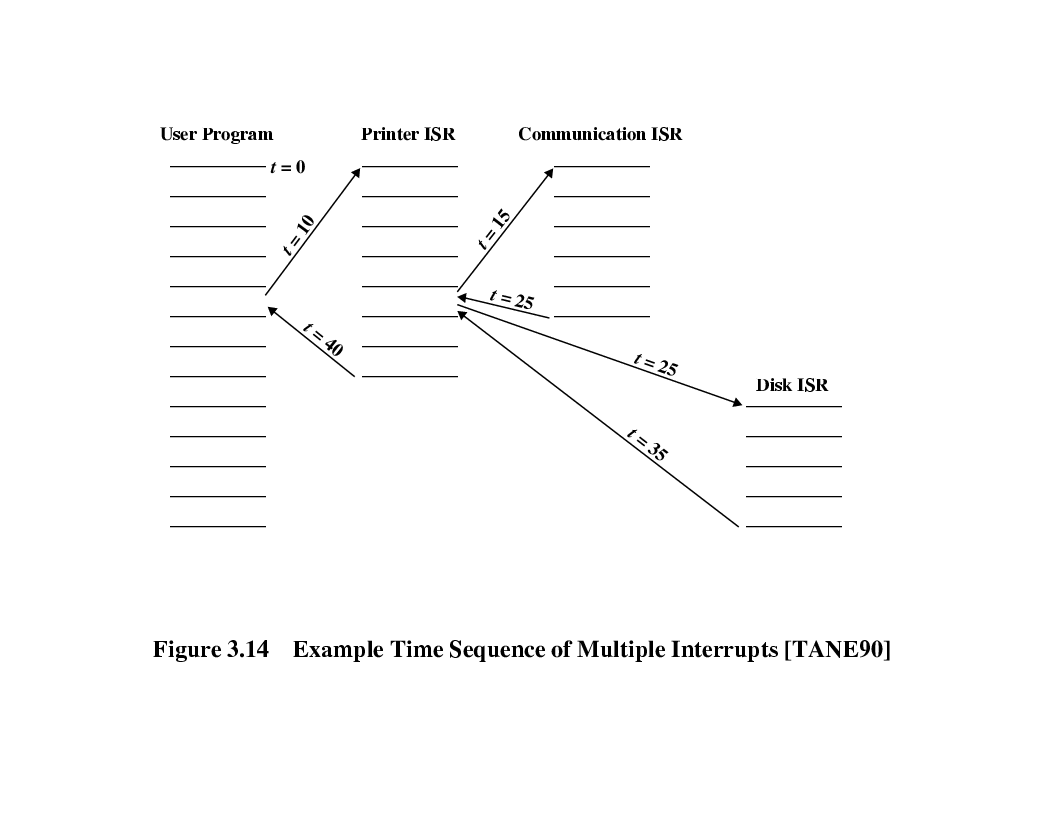 User Program
Printer ISR
Communication ISR
t = 0
t = 10
t = 15
t = 25
t = 40
t = 25
Disk ISR
t = 35
Figure 3.14 Example Time Sequence of Multiple Interrupts [TANE90]